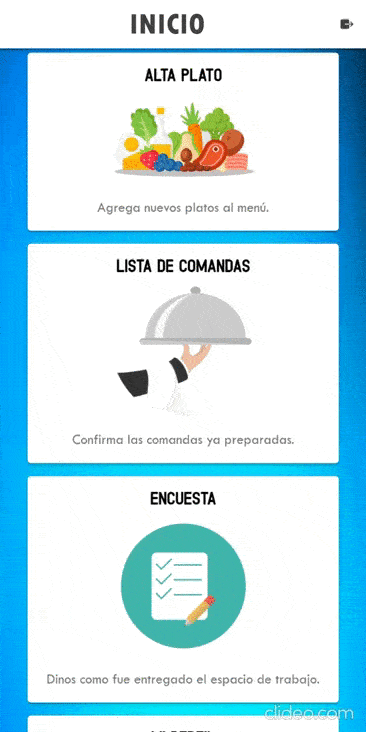 INICIO
ALTA PLATO
Agrega nuevos platos al menú.
LISTA DE COMANDAS
Confirma las comandas ya preparadas.
ENCUESTA
Dinos como fue entregado el espacio de trabajo.
clideo.com